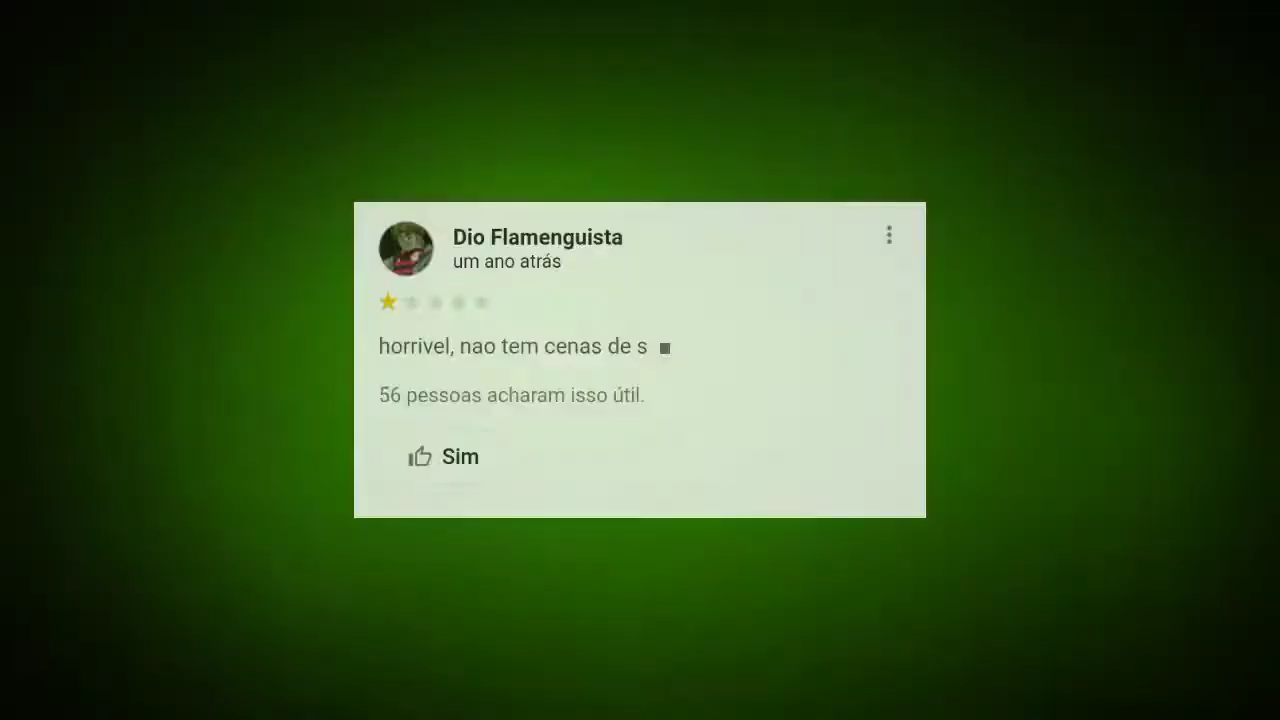 Dio Flamenguista
um ano atrás
horrivel, nao tem cenas de s ■
56 pessoas acharam isso útil.
Sim